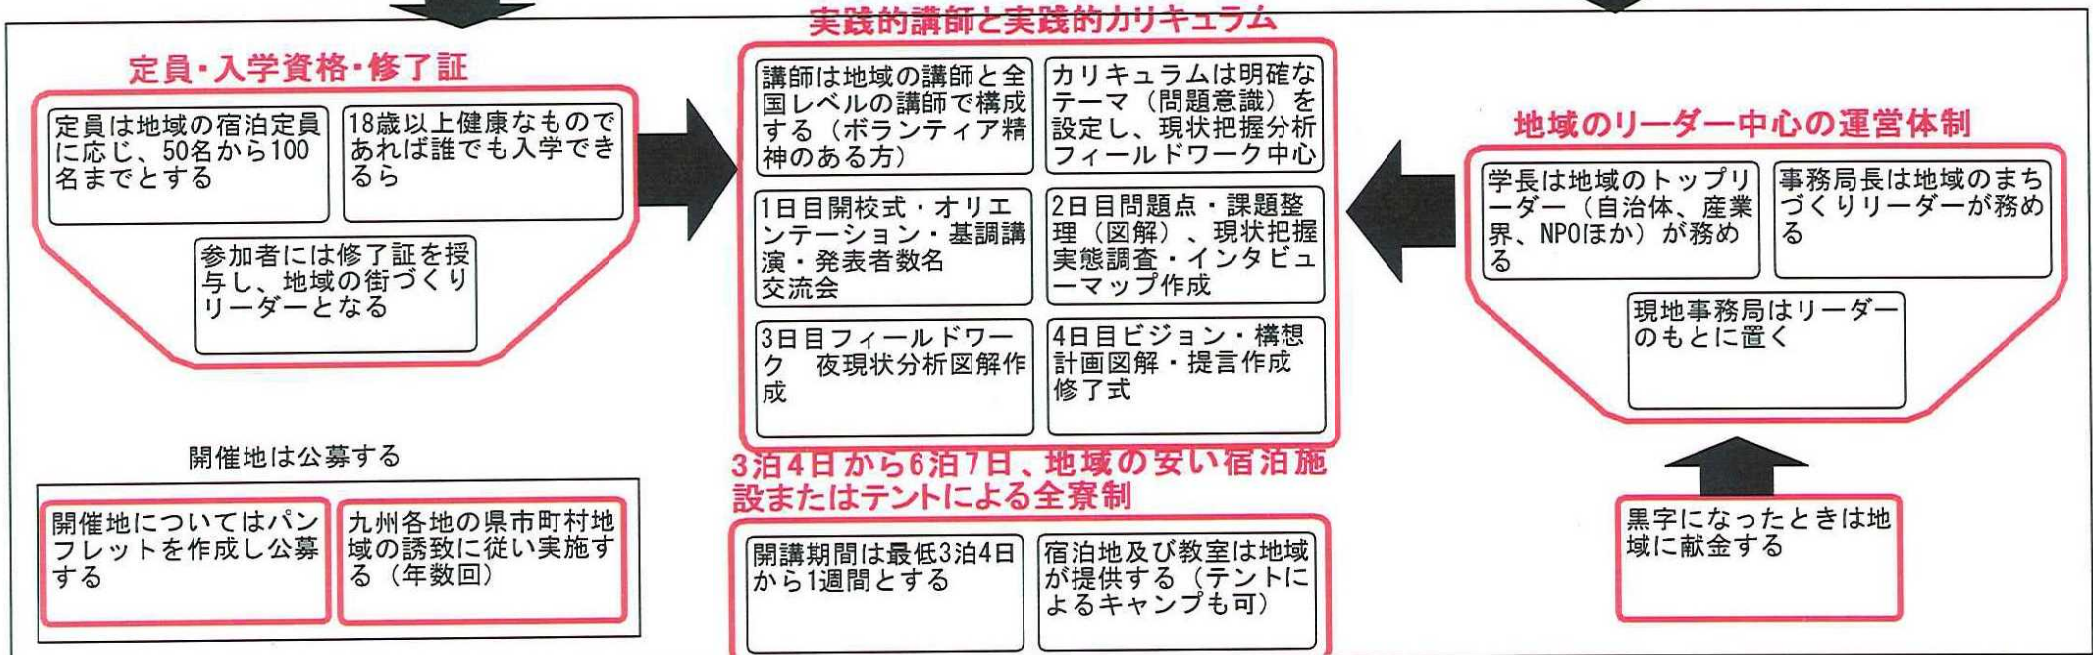 定員・入学資格・修了証
定員は地域の宿泊定員
に応じ、50名から100
名までとする
18歳以上健康なもので
あれば誰でも入学でき
るら
参加者には修了証を授
与し、地域の街づくり
リーダーとなる
開催地は公募する
開催地についてはパン
フレットを作成し公募
する
九州各地の県市町村地
域の誘致に従い実施す
る（年数回）
実践的講師と実践的カリキュラム
講師は地域の講師と全
国レベルの講師で構成
する（ボランティア精
神のある方）
カリキュラムは明確な
テーマ（問題意識）を
設定し、現状把握分析
フィールドワーク中心
1日目開校式・オリエ
ンテーション・基調講
演・発表者数名
交流会
2日目問題点・課題整
理（図解）、現状把握
実態調査・インタビュ
ーマップ作成
3日目フィールドワー
ク　夜現状分析図解作
成
4日目ビジョン・構想
計画図解・提言作成
修了式
3泊4日から6泊7日、地域の安い宿泊施
設またはテントによる全寮制
開講期間は最低3泊4日
から1週間とする
宿泊地及び教室は地域
が提供する（テントに
よるキャンプも可）
地域のリーダー中心の運営体制
学長は地域のトップリ
ーダー（自治体、産業
界、NPOほか）が務め
る
事務局長は地域のまち
づくりリーダーが務め
る
現地事務局はリーダー
のもとに置く
黒字になったときは地
域に献金する